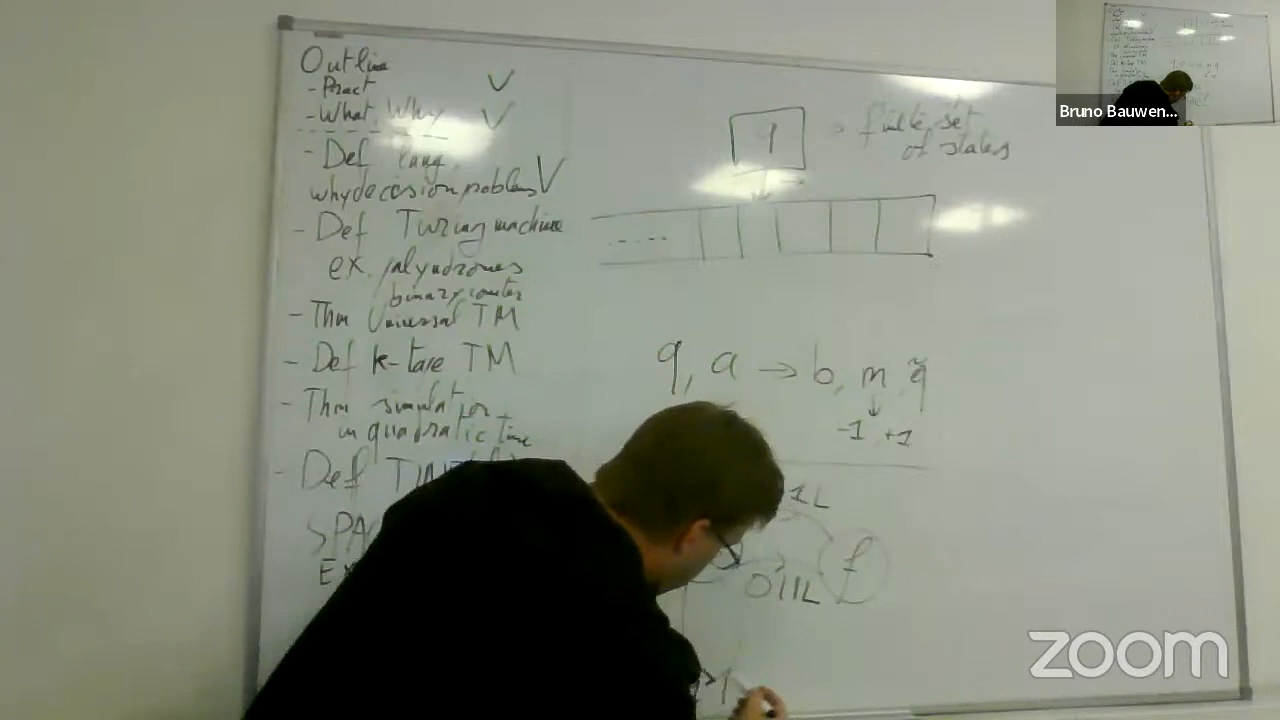 Outline
- Pract V
- What, Why V
- Def lang.
why decision problems V
- Def Turing machine
ex. palyndromes
binary counter
- Thm Universal TM
- Def k-tape TM
- Thm simulation
in quadratic time
- Def TIME
SPA
E
q
finite set
of states
.....
q, a → b, m, q̃
-1, +1
1L
0|1L
f
Bruno Bauwen...
zoom